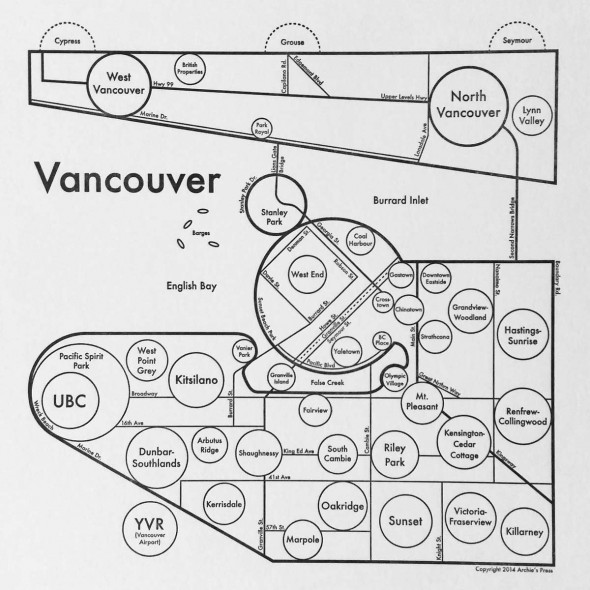 Cypress
Grouse
Seymour
West
Vancouver
British
Properties
Hwy 99
Capilano Rd.
Edgemont Blvd
Upper Levels Hwy
North
Vancouver
Lynn
Valley
Marine Dr.
Park
Royal
Lonsdale Ave
Lions Gate
Bridge
Vancouver
Stanley Park Dr.
Stanley
Park
Burrard Inlet
Second Narrows Bridge
Barges
English Bay
Georgia St.
Coal
Harbour
Denman St.
Robson St.
West End
Davie St.
Burrard St.
Sunset Beach Park
Howe St.
Granville St.
Seymour St.
Gastown
Downtown
Eastside
Nanaimo St.
Boundary Rd.
Cross-
town
Chinatown
Grandview-
Woodland
Main St.
Strathcona
Hastings-
Sunrise
BC
Place
Yaletown
Pacific Blvd
Vanier
Park
Granville
Island
False Creek
Olympic
Village
Great Northern Way
Pacific Spirit
Park
West
Point
Grey
Kitsilano
UBC
Broadway
Burrard St.
Wreck Beach
Fairview
Mt.
Pleasant
Renfrew-
Collingwood
16th Ave
Marine Dr.
Dunbar-
Southlands
Arbutus
Ridge
Shaughnessy
King Ed Ave
South
Cambie
Cambie St.
Riley
Park
Kensington-
Cedar
Cottage
Kingsway
41st Ave
Kerrisdale
Oakridge
Sunset
Victoria-
Fraserview
Killarney
YVR
(Vancouver
Airport)
Granville St.
57th St.
Marpole
Knight St.
Copyright 2014 Archie's Press